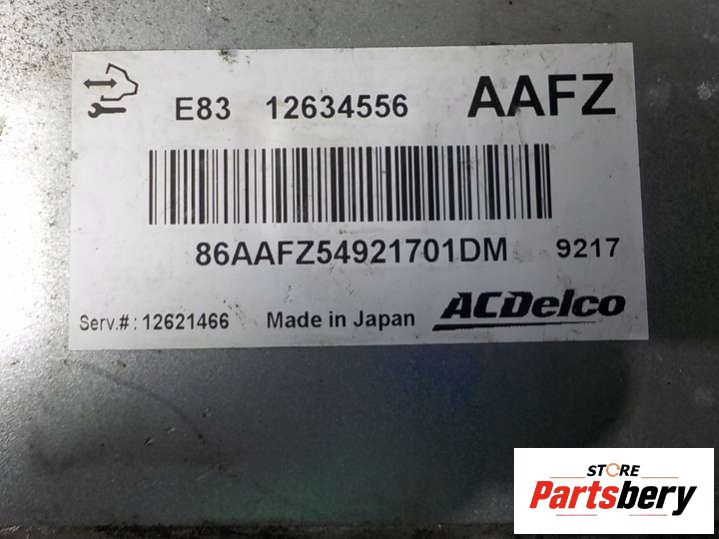 E83 12634556 AAFZ
86AAFZ54921701DM 9217
Serv.#: 12621466 Made in Japan ACDelco
STORE
Partsbery